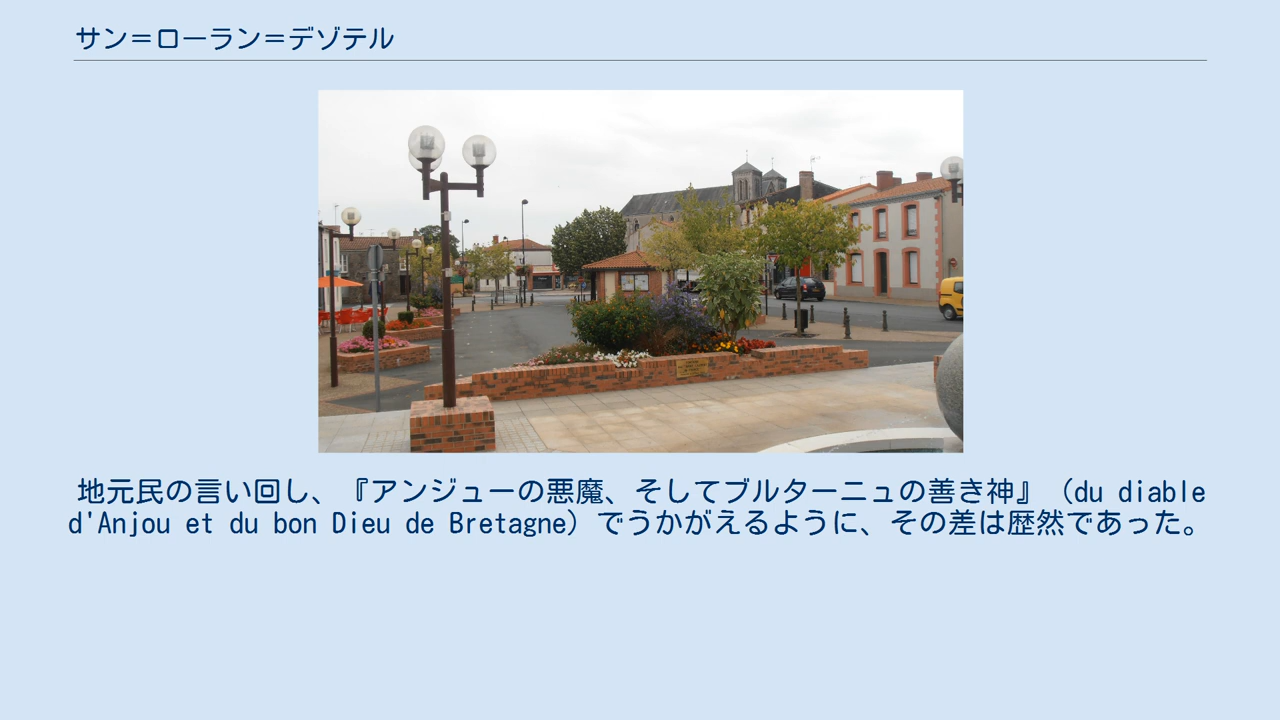 サン＝ローラン＝デゾテル
地元民の言い回し、『アンジューの悪魔、そしてブルターニュの善き神』（du diable
d'Anjou et du bon Dieu de Bretagne）でうかがえるように、その差は歴然であった。